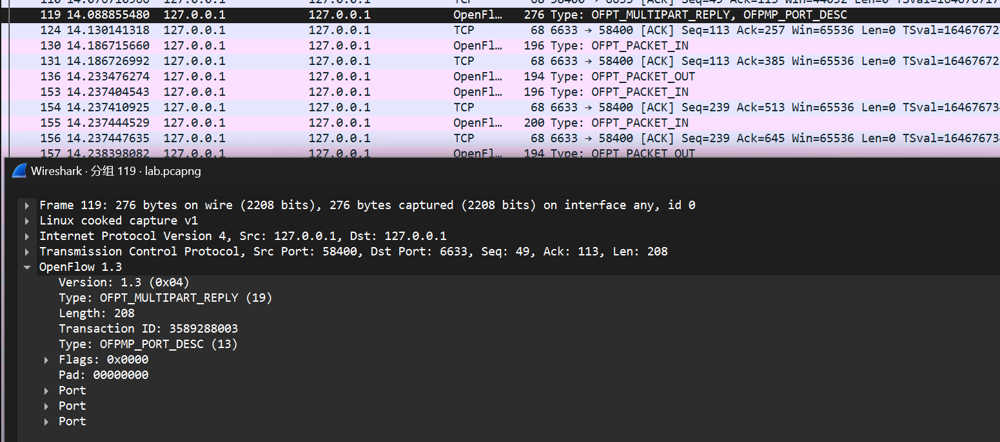 119 14.088855480 127.0.0.1 127.0.0.1 OpenFl… 276 Type: OFPT_MULTIPART_REPLY, OFPMP_PORT_DESC
124 14.130141318 127.0.0.1 127.0.0.1 TCP 68 6633 → 58400 [ACK] Seq=113 Ack=257 Win=65536 Len=0 TSval=16467672
130 14.186715660 127.0.0.1 127.0.0.1 OpenFl… 196 Type: OFPT_PACKET_IN
131 14.186726992 127.0.0.1 127.0.0.1 TCP 68 6633 → 58400 [ACK] Seq=113 Ack=385 Win=65536 Len=0 TSval=16467672
136 14.233476274 127.0.0.1 127.0.0.1 OpenFl… 194 Type: OFPT_PACKET_OUT
153 14.237404543 127.0.0.1 127.0.0.1 OpenFl… 196 Type: OFPT_PACKET_IN
154 14.237410925 127.0.0.1 127.0.0.1 TCP 68 6633 → 58400 [ACK] Seq=239 Ack=513 Win=65536 Len=0 TSval=16467673
155 14.237444529 127.0.0.1 127.0.0.1 OpenFl… 200 Type: OFPT_PACKET_IN
156 14.237447635 127.0.0.1 127.0.0.1 TCP 68 6633 → 58400 [ACK] Seq=239 Ack=645 Win=65536 Len=0 TSval=16467673
157 14.238398082 127.0.0.1 127.0.0.1 OpenFl… 194 Type: OFPT_PACKET_OUT
Wireshark · 分组 119 · lab.pcapng
Frame 119: 276 bytes on wire (2208 bits), 276 bytes captured (2208 bits) on interface any, id 0
Linux cooked capture v1
Internet Protocol Version 4, Src: 127.0.0.1, Dst: 127.0.0.1
Transmission Control Protocol, Src Port: 58400, Dst Port: 6633, Seq: 49, Ack: 113, Len: 208
OpenFlow 1.3
Version: 1.3 (0x04)
Type: OFPT_MULTIPART_REPLY (19)
Length: 208
Transaction ID: 3589288003
Type: OFPMP_PORT_DESC (13)
Flags: 0x0000
Pad: 00000000
Port
Port
Port